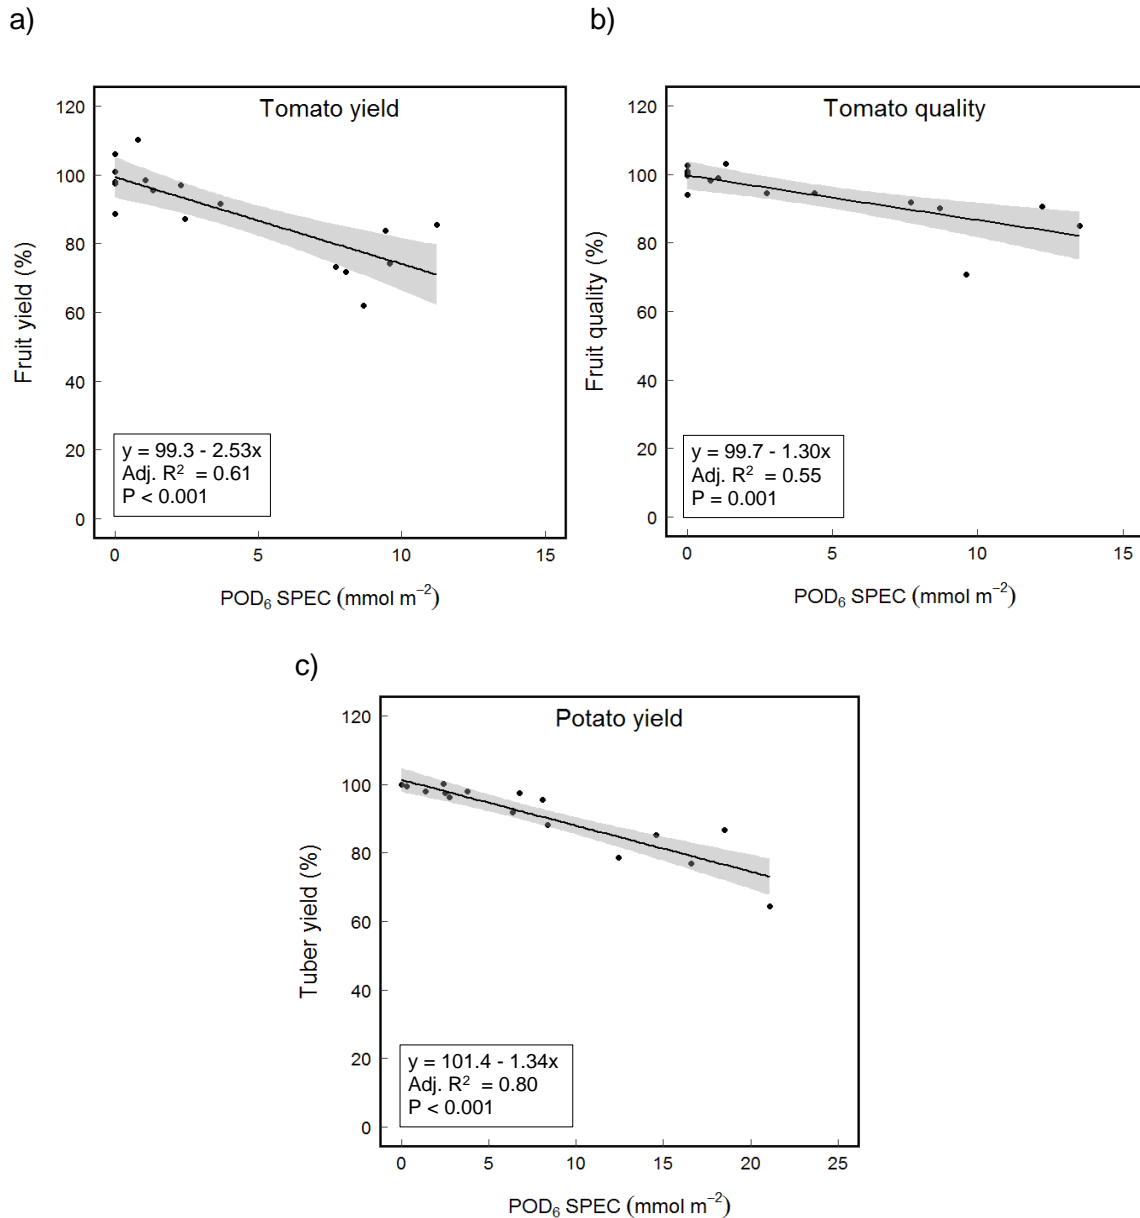 a)
Tomato yield
120
100
80
60
40
20
0
Fruit yield (%)
y = 99.3 - 2.53x
Adj. R² = 0.61
P < 0.001
0 5 10 15
POD₆ SPEC (mmol m⁻²)
b)
Tomato quality
120
100
80
60
40
20
0
Fruit quality (%)
y = 99.7 - 1.30x
Adj. R² = 0.55
P = 0.001
0 5 10 15
POD₆ SPEC (mmol m⁻²)
c)
Potato yield
120
100
80
60
40
20
0
Tuber yield (%)
y = 101.4 - 1.34x
Adj. R² = 0.80
P < 0.001
0 5 10 15 20 25
POD₆ SPEC (mmol m⁻²)